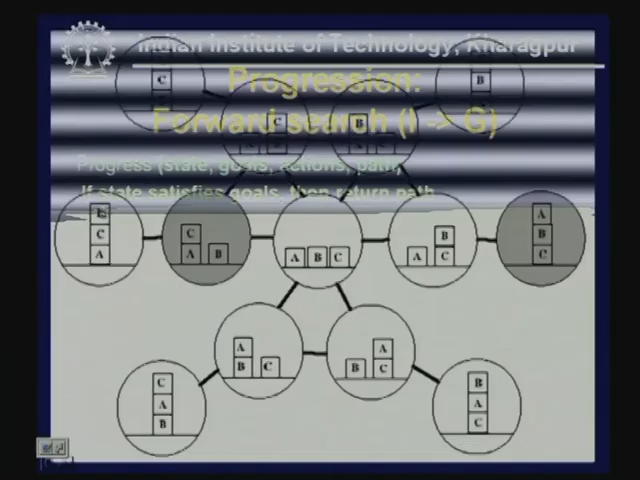 Indian Institute of Technology, Kharagpur
Progression:
Forward search (I -> G)
Progress (state, goals, actions, path)
If state satisfies goals, then return path
C
B
C
B
C
A
C
A B
A B C
B
A C
A
B
C
A
B C
A
B C
C
A
B
B
A
C